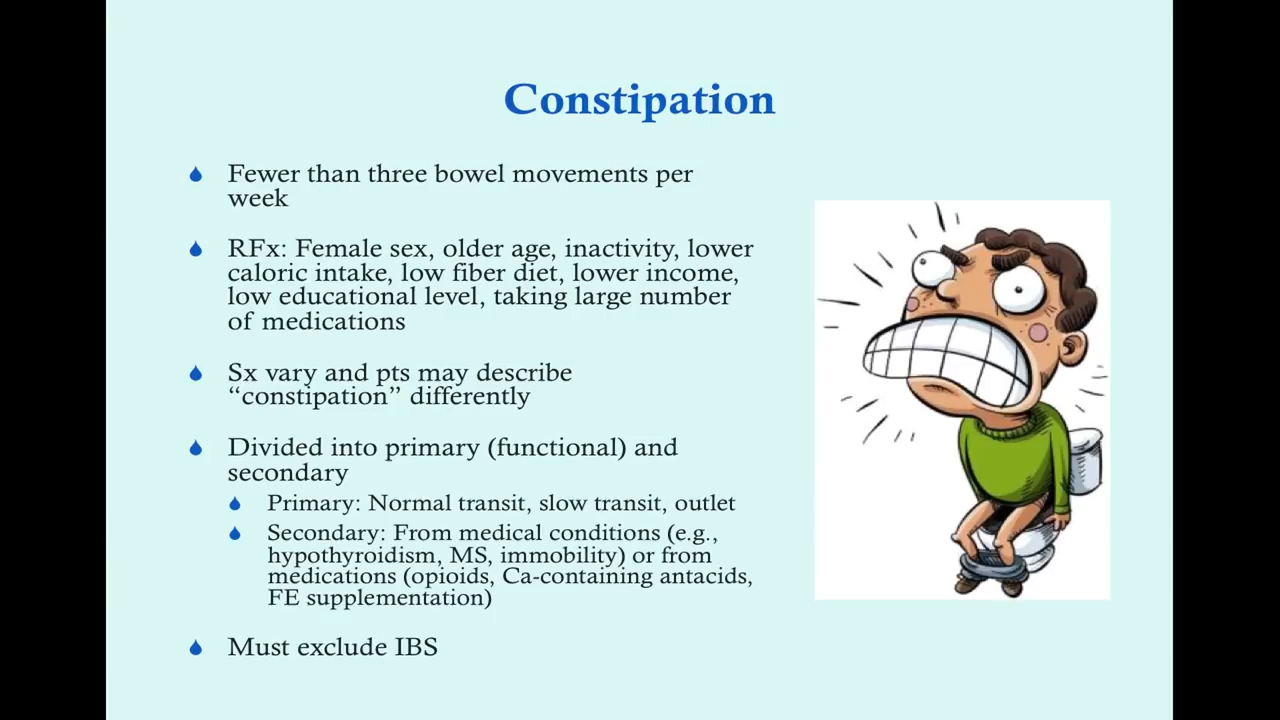 Constipation
Fewer than three bowel movements per
week
RFx: Female sex, older age, inactivity, lower
caloric intake, low fiber diet, lower income,
low educational level, taking large number
of medications
Sx vary and pts may describe
“constipation” differently
Divided into primary (functional) and
secondary
Primary: Normal transit, slow transit, outlet
Secondary: From medical conditions (e.g.,
hypothyroidism, MS, immobility) or from
medications (opioids, Ca-containing antacids,
FE supplementation)
Must exclude IBS